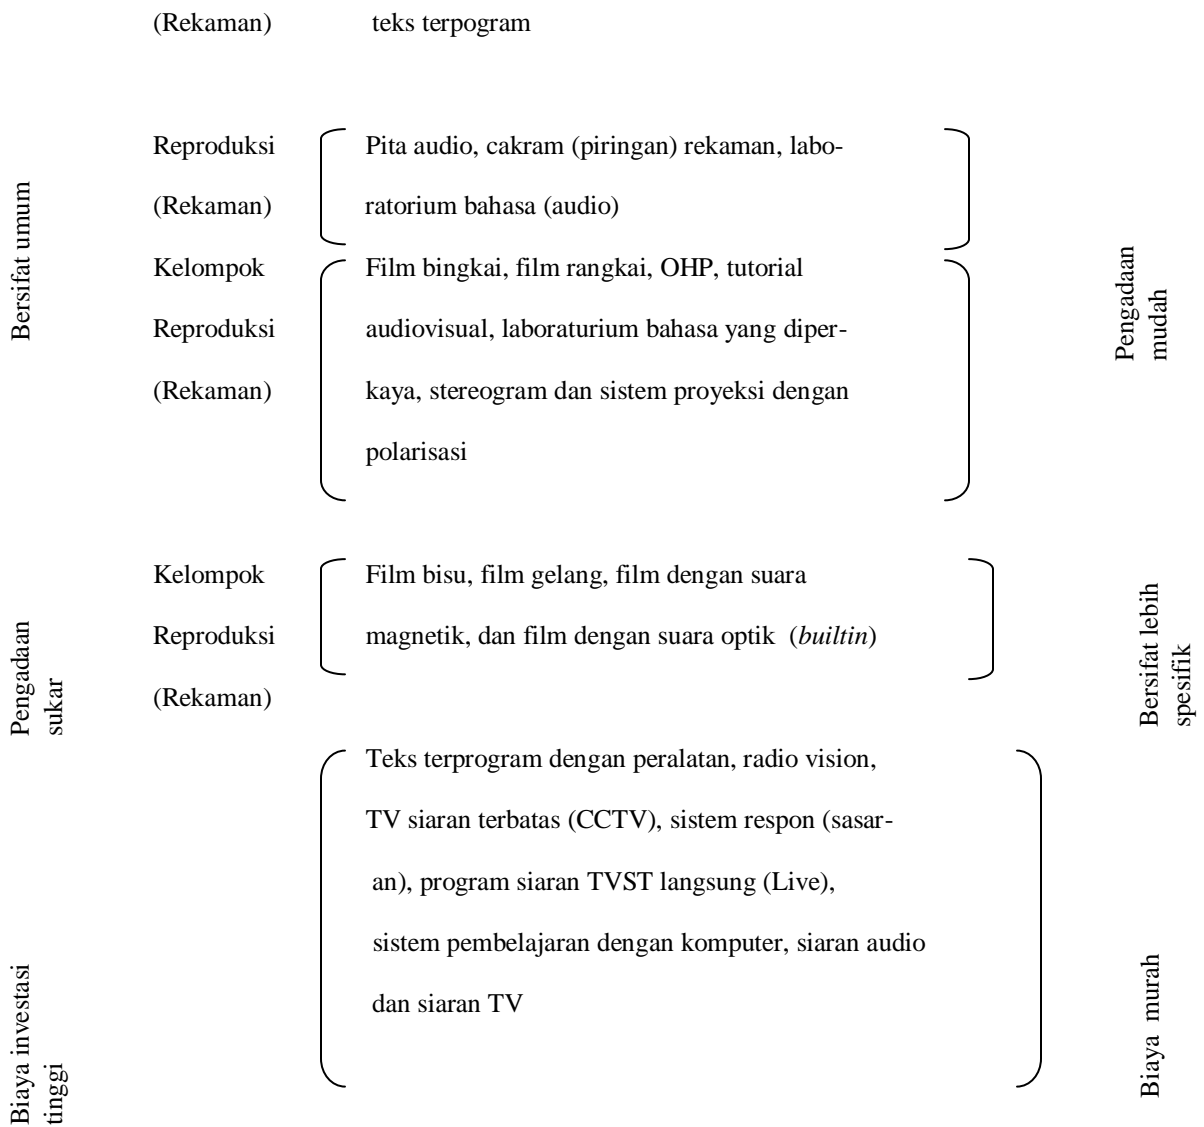 (Rekaman) teks terpogram
Reproduksi Pita audio, cakram (piringan) rekaman, labo-
(Rekaman) ratorium bahasa (audio)
Kelompok Film bingkai, film rangkai, OHP, tutorial
Reproduksi audiovisual, laboraturium bahasa yang diper-
(Rekaman) kaya, stereogram dan sistem proyeksi dengan
polarisasi
Kelompok Film bisu, film gelang, film dengan suara
Reproduksi magnetik, dan film dengan suara optik (builtin)
(Rekaman)
Teks terprogram dengan peralatan, radio vision,
TV siaran terbatas (CCTV), sistem respon (sasar-
an), program siaran TVST langsung (Live),
sistem pembelajaran dengan komputer, siaran audio
dan siaran TV
Bersifat umum
Pengadaan
sukar
Biaya investasi
tinggi
Pengadaan
mudah
Bersifat lebih
spesifik
Biaya murah